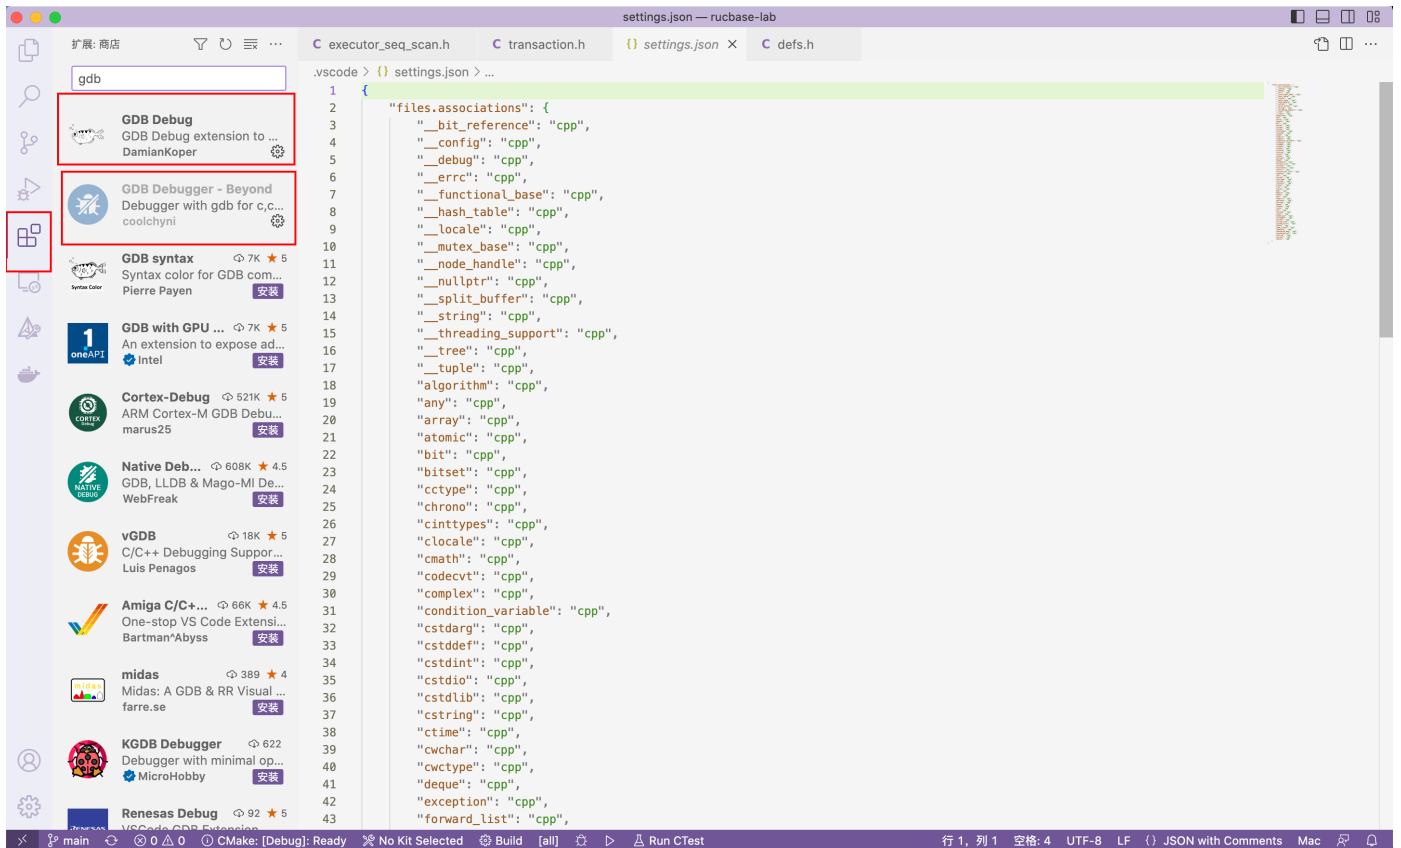 settings.json — rucbase-lab
扩展: 商店
gdb
GDB Debug
GDB Debug extension to ...
DamianKoper
GDB Debugger - Beyond
Debugger with gdb for c,c...
coolchyni
GDB syntax 7K ★ 5
Syntax color for GDB com...
Pierre Payen 安装
Syntax Color
GDB with GPU ... 7K ★ 5
An extension to expose ad...
Intel 安装
1
oneAPI
Cortex-Debug 521K ★ 5
ARM Cortex-M GDB Debu...
marus25 安装
CORTEX
Debug
Native Deb... 608K ★ 4.5
GDB, LLDB & Mago-MI De...
WebFreak 安装
NATIVE
DEBUG
vGDB 18K ★ 5
C/C++ Debugging Suppor...
Luis Penagos 安装
Amiga C/C+... 66K ★ 4.5
One-stop VS Code Extensi...
Bartman^Abyss 安装
midas 389 ★ 4
Midas: A GDB & RR Visual ...
farre.se 安装
midas
KGDB Debugger 622
Debugger with minimal op...
MicroHobby 安装
Renesas Debug 92 ★ 5
VSCode GDB Extension
RENESAS
C executor_seq_scan.h
C transaction.h
{} settings.json ×
C defs.h
.vscode > {} settings.json > ...
1 {
2 "files.associations": {
3 "__bit_reference": "cpp",
4 "__config": "cpp",
5 "__debug": "cpp",
6 "__errc": "cpp",
7 "__functional_base": "cpp",
8 "__hash_table": "cpp",
9 "__locale": "cpp",
10 "__mutex_base": "cpp",
11 "__node_handle": "cpp",
12 "__nullptr": "cpp",
13 "__split_buffer": "cpp",
14 "__string": "cpp",
15 "__threading_support": "cpp",
16 "__tree": "cpp",
17 "__tuple": "cpp",
18 "algorithm": "cpp",
19 "any": "cpp",
20 "array": "cpp",
21 "atomic": "cpp",
22 "bit": "cpp",
23 "bitset": "cpp",
24 "cctype": "cpp",
25 "chrono": "cpp",
26 "cinttypes": "cpp",
27 "clocale": "cpp",
28 "cmath": "cpp",
29 "codecvt": "cpp",
30 "complex": "cpp",
31 "condition_variable": "cpp",
32 "cstdarg": "cpp",
33 "cstddef": "cpp",
34 "cstdint": "cpp",
35 "cstdio": "cpp",
36 "cstdlib": "cpp",
37 "cstring": "cpp",
38 "ctime": "cpp",
39 "cwchar": "cpp",
40 "cwctype": "cpp",
41 "deque": "cpp",
42 "exception": "cpp",
43 "forward_list": "cpp",
main 0 0 CMake: [Debug]: Ready No Kit Selected Build [all] Run CTest 行 1，列 1 空格: 4 UTF-8 LF {} JSON with Comments Mac